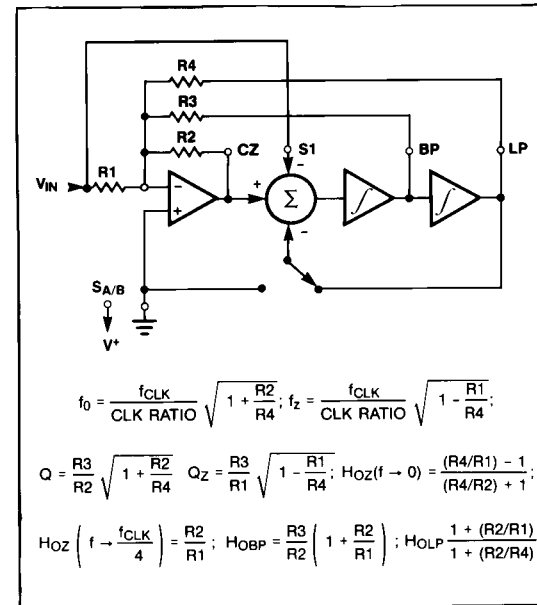 R4
R3
R2 CZ S1 BP LP
R1
VIN
− + − Σ ∫ ∫
+ −
SA/B
V+
f0 = fCLK / CLK RATIO √(1 + R2/R4); fz = fCLK / CLK RATIO √(1 − R1/R4);
Q = R3/R2 √(1 + R2/R4) QZ = R3/R1 √(1 − R1/R4); HOZ(f → 0) = (R4/R1) − 1 / (R4/R2) + 1;
HOZ (f → fCLK/4) = R2/R1; HOBP = R3/R2 (1 + R2/R1); HOLP 1 + (R2/R1) / 1 + (R2/R4)